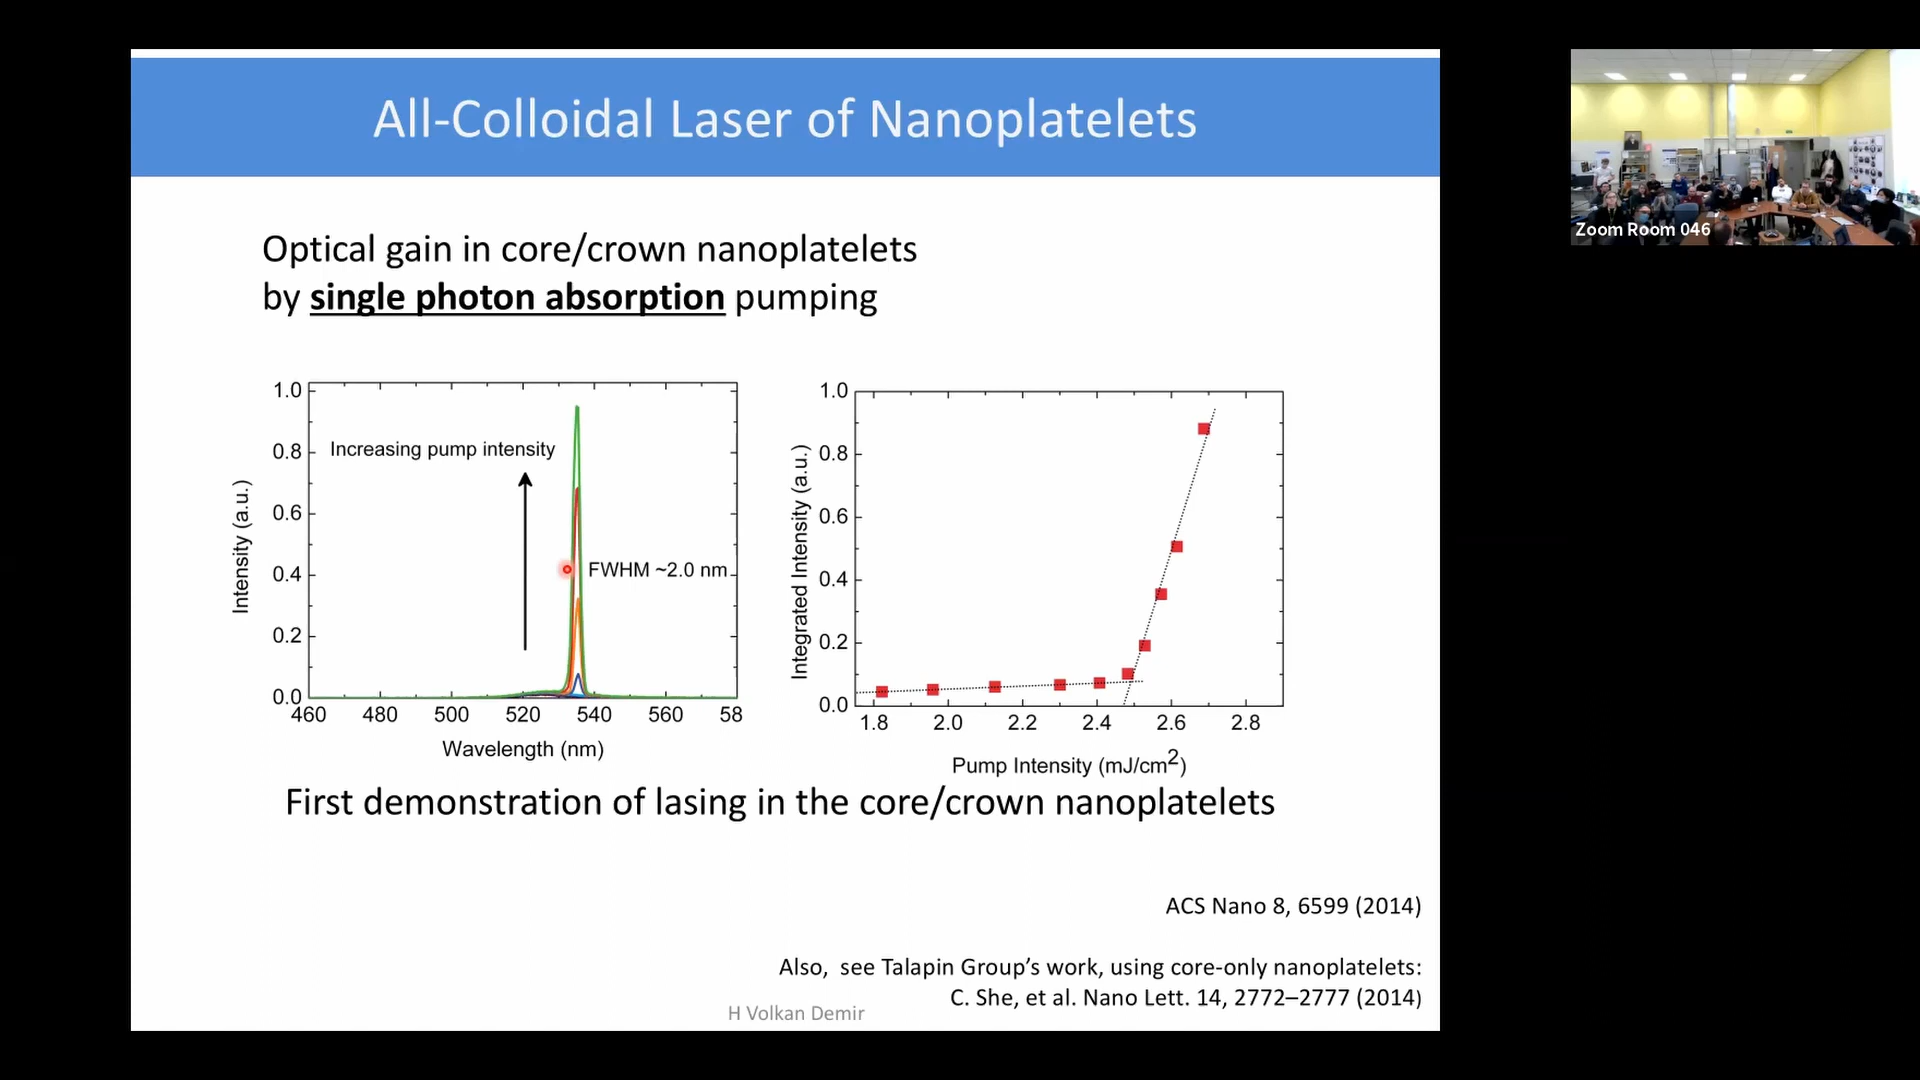 All-Colloidal Laser of Nanoplatelets
Zoom Room 046
Optical gain in core/crown nanoplatelets
by single photon absorption pumping
1.0
0.8
0.6
0.4
0.2
0.0
Intensity (a.u.)
Increasing pump intensity
FWHM ~2.0 nm
460 480 500 520 540 560 58
Wavelength (nm)
1.0
0.8
0.6
0.4
0.2
0.0
Integrated Intensity (a.u.)
1.8 2.0 2.2 2.4 2.6 2.8
Pump Intensity (mJ/cm2)
First demonstration of lasing in the core/crown nanoplatelets
ACS Nano 8, 6599 (2014)
Also, see Talapin Group's work, using core-only nanoplatelets:
C. She, et al. Nano Lett. 14, 2772–2777 (2014)
H Volkan Demir